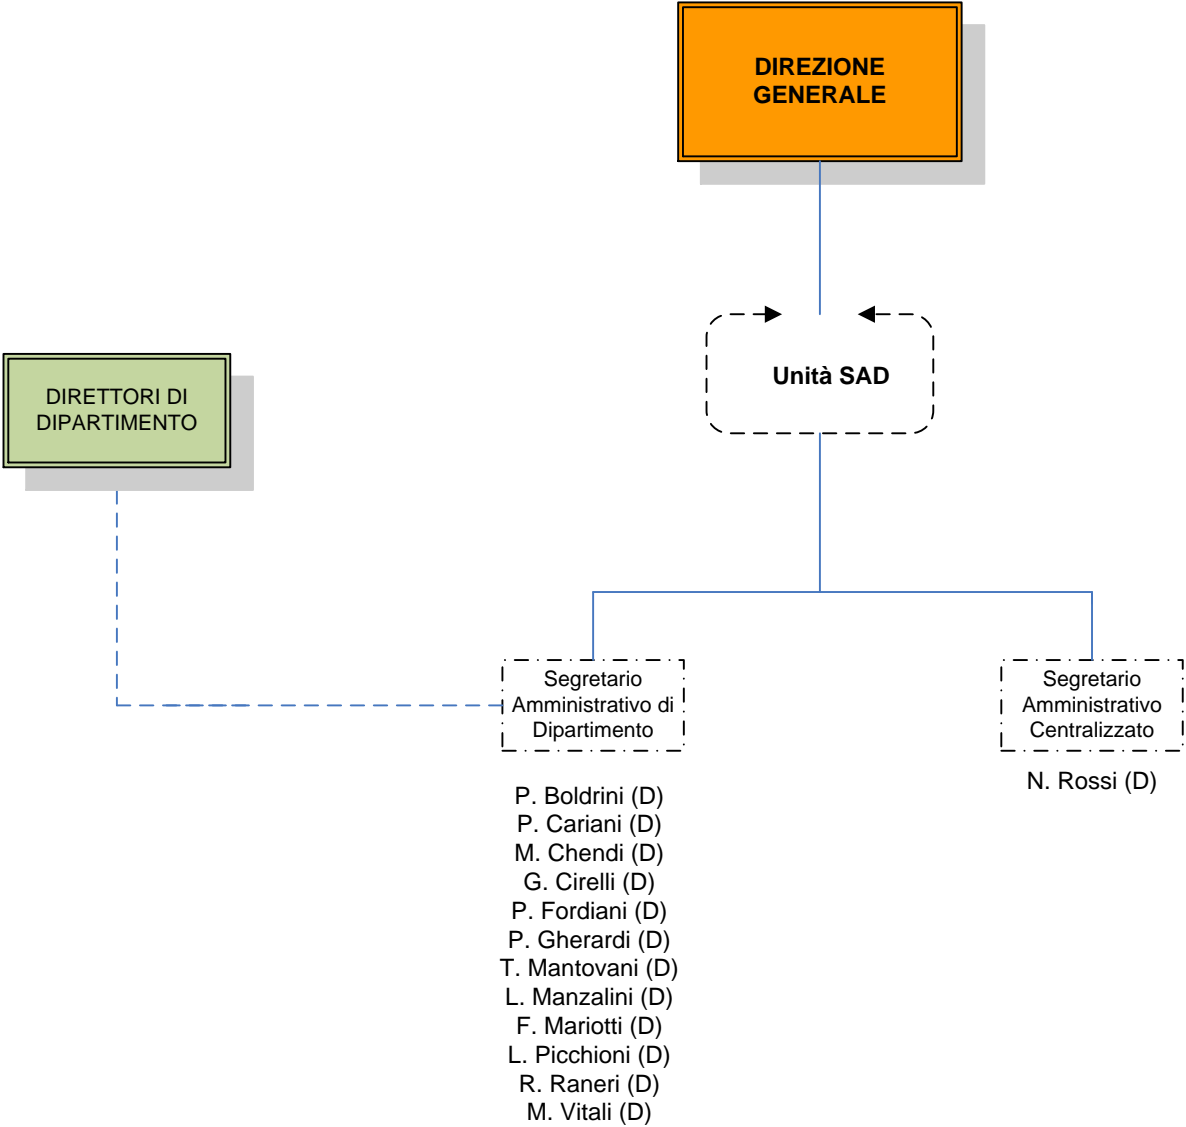 DIREZIONE
GENERALE
Unità SAD
DIRETTORI DI
DIPARTIMENTO
Segretario
Amministrativo di
Dipartimento
Segretario
Amministrativo
Centralizzato
N. Rossi (D)
P. Boldrini (D)
P. Cariani (D)
M. Chendi (D)
G. Cirelli (D)
P. Fordiani (D)
P. Gherardi (D)
T. Mantovani (D)
L. Manzalini (D)
F. Mariotti (D)
L. Picchioni (D)
R. Raneri (D)
M. Vitali (D)